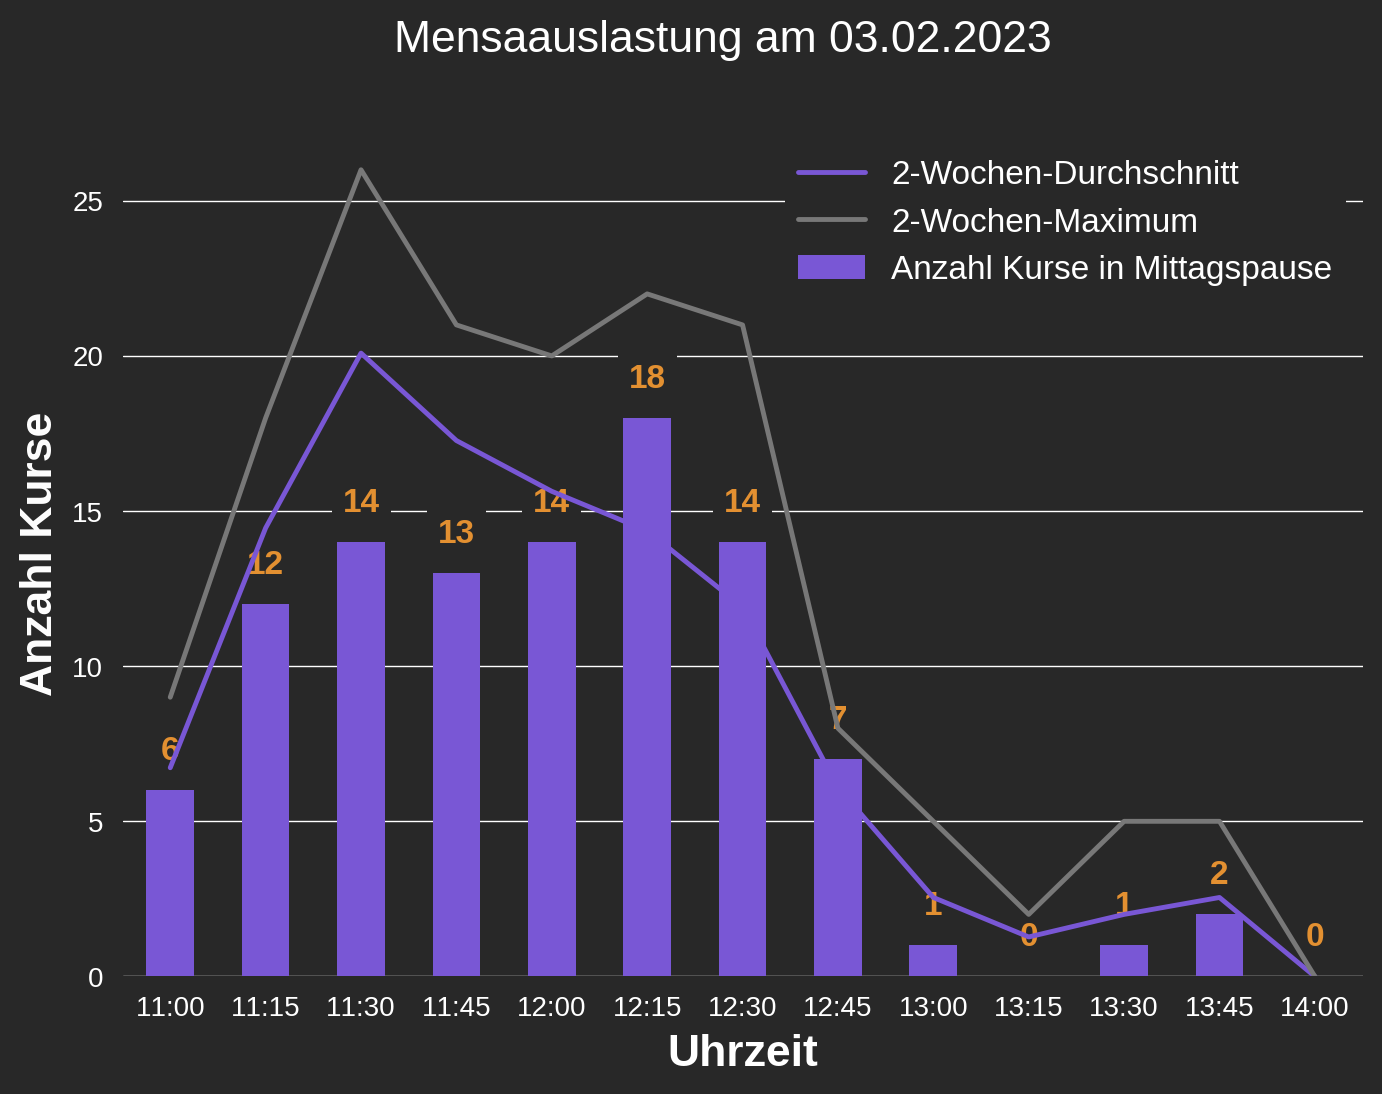 Mensaauslastung am 03.02.2023
2-Wochen-Durchschnitt
2-Wochen-Maximum
Anzahl Kurse in Mittagspause
Anzahl Kurse
25
20
15
10
5
0
6
12
14
13
14
18
14
7
1
0
1
2
0
11:00 11:15 11:30 11:45 12:00 12:15 12:30 12:45 13:00 13:15 13:30 13:45 14:00
Uhrzeit